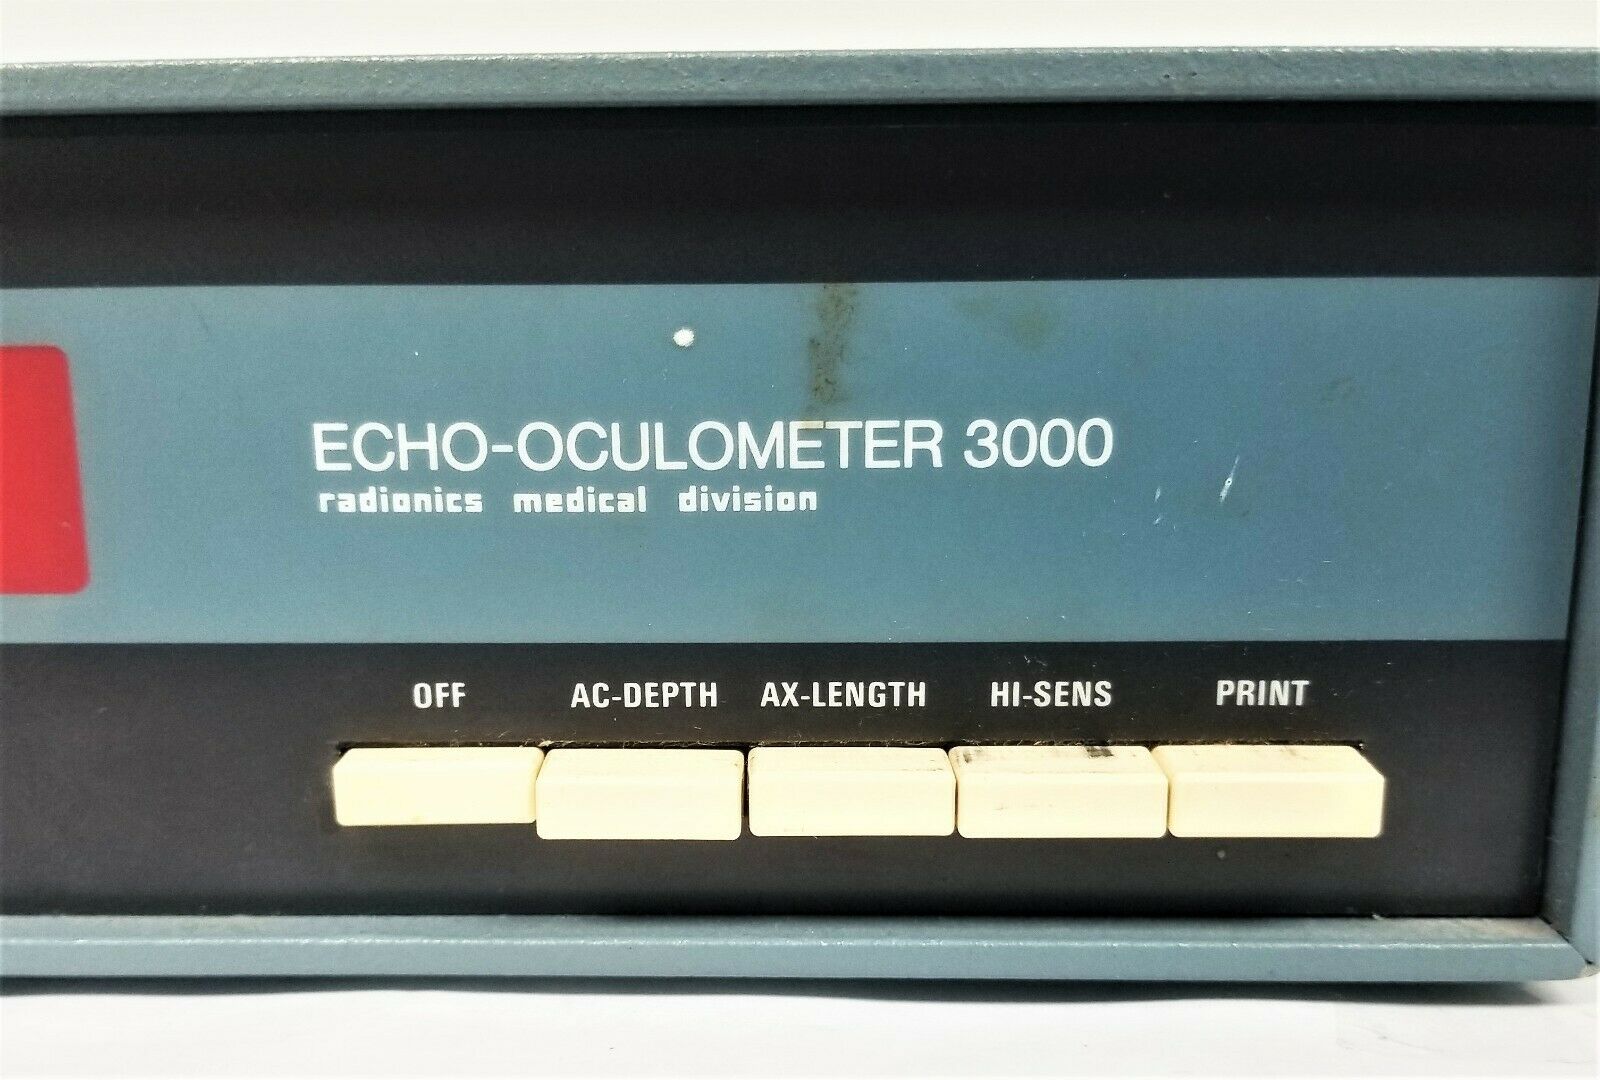 ECHO-OCULOMETER 3000
radionics medical division
OFF AC-DEPTH AX-LENGTH HI-SENS PRINT